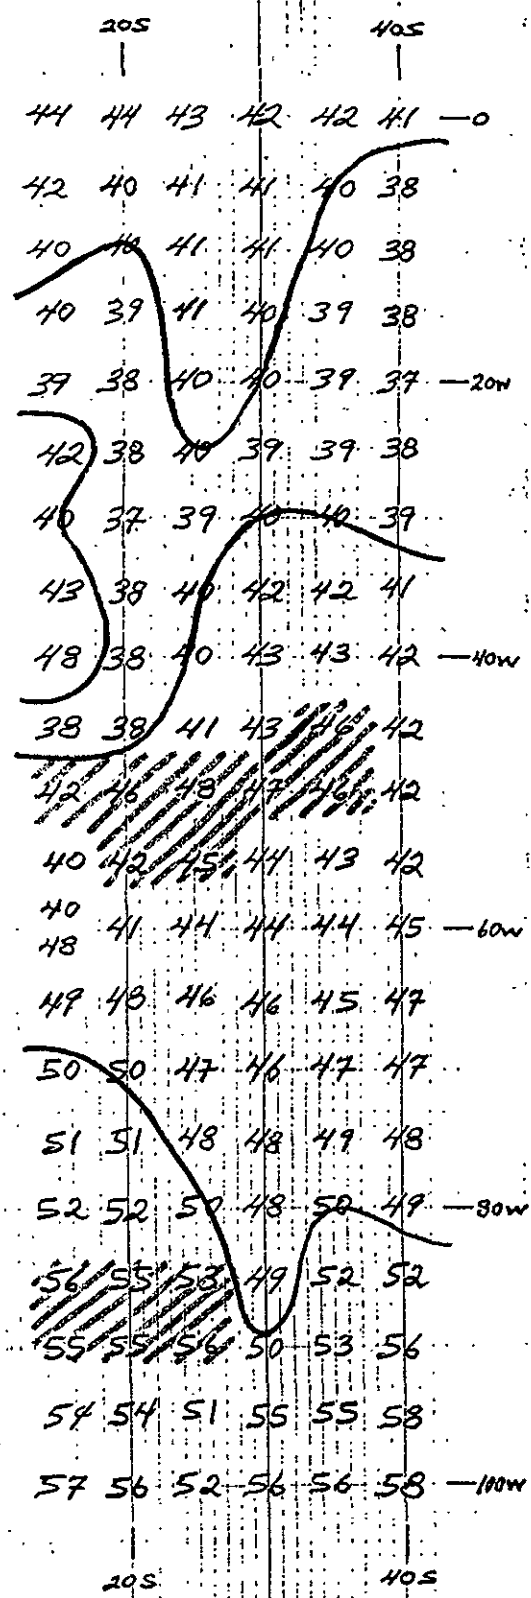 20S 40S
44 44 43 42 42 41 —0
42 40 41 41 40 38
40 40 41 41 40 38
40 39 41 40 39 38
39 38 40 40 39 37 —20W
42 38 40 39 39 38
40 37 39 40 40 39
43 38 40 42 42 41
48 38 40 43 43 42 —40W
38 38 41 43 46 42
42 46 48 47 46 42
40 42 45 44 43 42
40
48 41 44 44 44 45 —60W
49 48 46 46 45 47
50 50 47 46 47 47
51 51 48 48 49 48
52 52 50 48 50 49 —80W
56 55 53 49 52 52
55 55 56 50 53 56
54 54 51 55 55 58
57 56 52 56 56 58 —100W
20S 40S